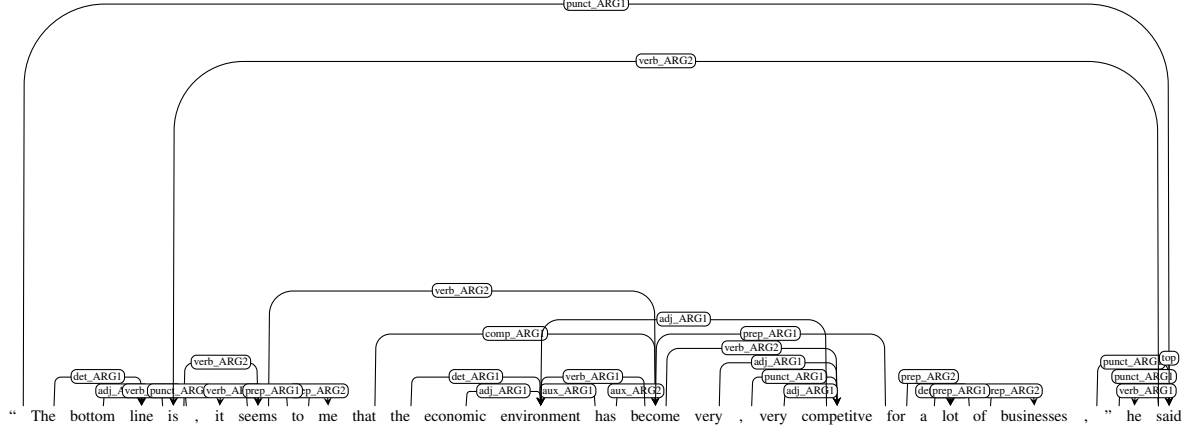 punct_ARG1
verb_ARG2
verb_ARG2
adj_ARG1
comp_ARG1 prep_ARG1
verb_ARG2
verb_ARG2 adj_ARG1 punct_ARG1 top
det_ARG1 det_ARG1 verb_ARG1 punct_ARG1 prep_ARG2 punct_ARG1
prep_ARG1 adj_ARG1 aux_ARG1 aux_ARG2 adj_ARG1 prep_ARG1 verb_ARG1
“ The bottom line is , it seems to me that the economic environment has become very , very competitve for a lot of businesses , ” he said